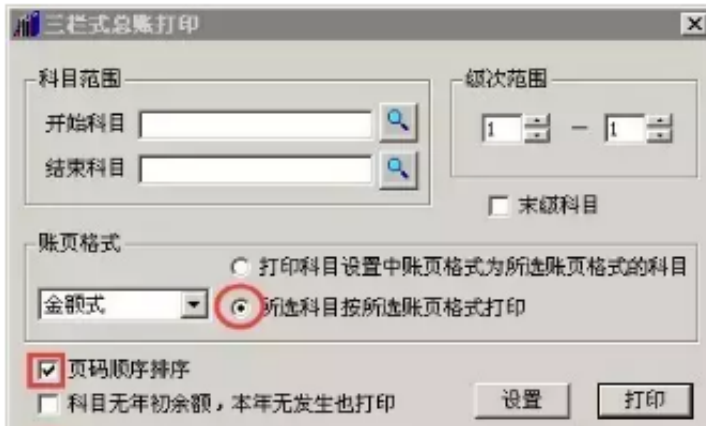 三栏式总账打印
科目范围
级次范围
开始科目
1 - 1
结束科目
末级科目
账页格式
打印科目设置中账页格式为所选账页格式的科目
金额式
所选科目按所选账页格式打印
页码顺序排序
科目无年初余额，本年无发生也打印
设置
打印